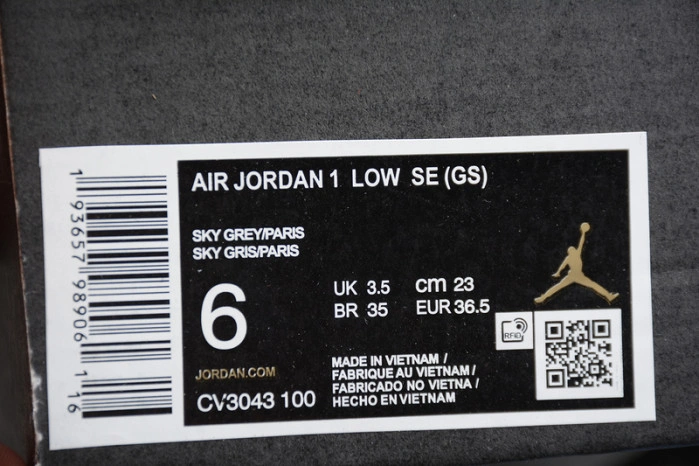 AIR JORDAN 1 LOW SE (GS)
SKY GREY/PARIS
SKY GRIS/PARIS
6
UK 3.5 cm 23
BR 35 EUR 36.5
RFID
JORDAN.COM
CV3043 100
MADE IN VIETNAM /
FABRIQUE AU VIETNAM /
FABRICADO NO VIETNA /
HECHO EN VIETNAM
1 93657 98906 1
16